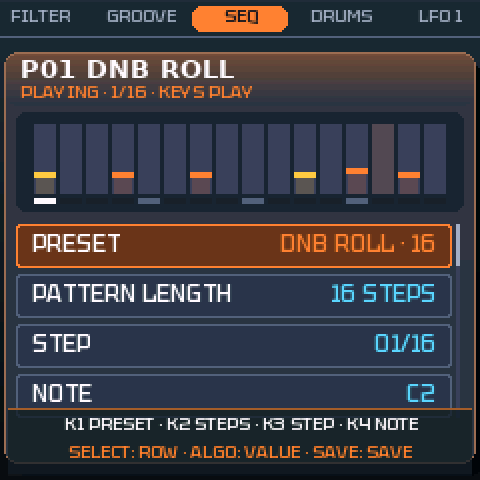 FILTER GROOVE SEQ DRUMS LFO 1
P01 DNB ROLL
PLAYING · 1/16 · KEYS PLAY
PRESET DNB ROLL · 16
PATTERN LENGTH 16 STEPS
STEP 01/16
NOTE C2
K1 PRESET · K2 STEPS · K3 STEP · K4 NOTE
SELECT: ROW · ALGO: VALUE · SAVE: SAVE